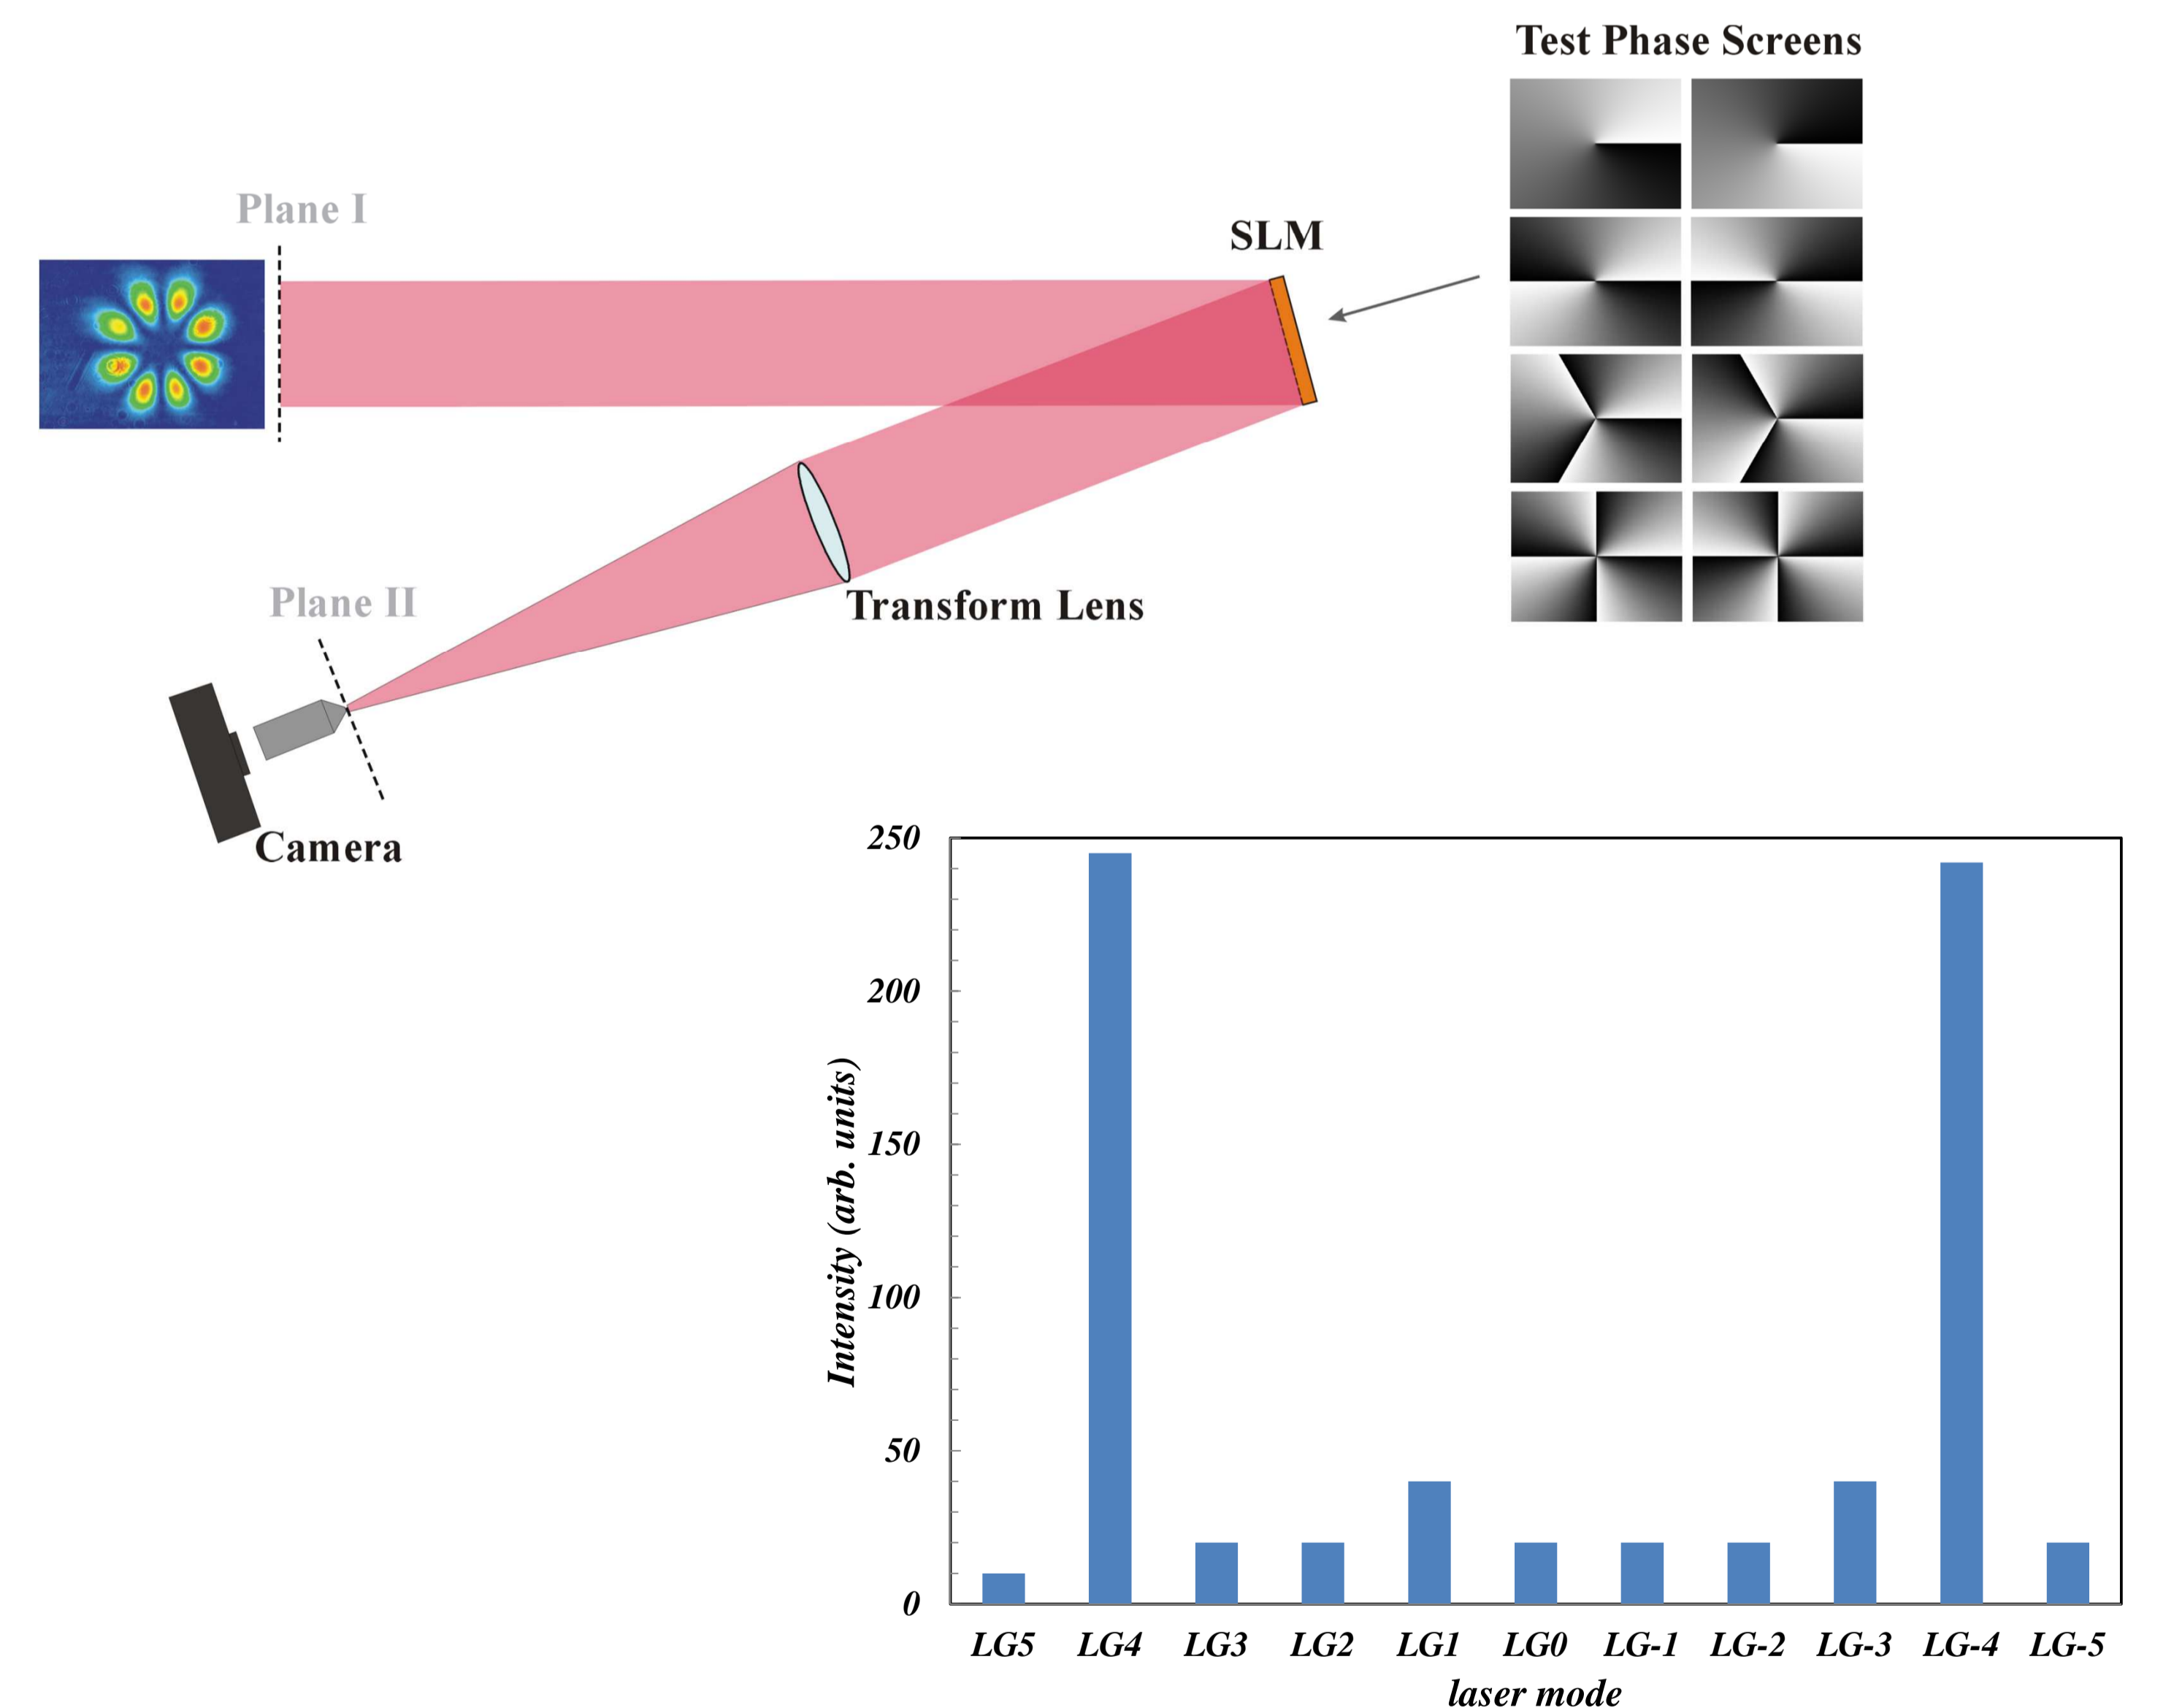 Test Phase Screens
Plane I
SLM
Plane II
Transform Lens
Camera
250
200
150
100
50
0
Intensity (arb. units)
LG5 LG4 LG3 LG2 LG1 LG0 LG-1 LG-2 LG-3 LG-4 LG-5
laser mode